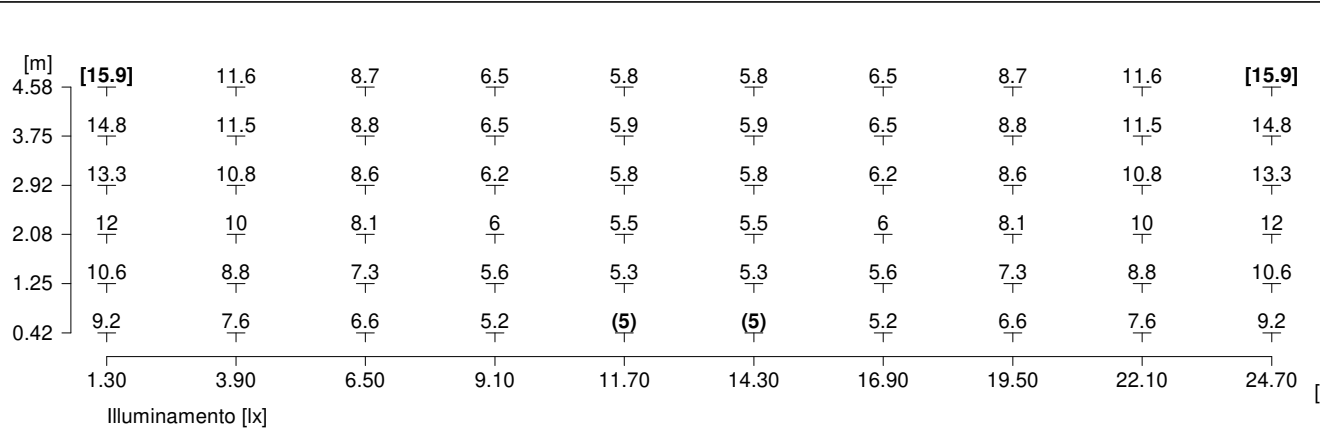 [m]
4.58 [15.9] 11.6 8.7 6.5 5.8 5.8 6.5 8.7 11.6 [15.9]
3.75 14.8 11.5 8.8 6.5 5.9 5.9 6.5 8.8 11.5 14.8
2.92 13.3 10.8 8.6 6.2 5.8 5.8 6.2 8.6 10.8 13.3
2.08 12 10 8.1 6 5.5 5.5 6 8.1 10 12
1.25 10.6 8.8 7.3 5.6 5.3 5.3 5.6 7.3 8.8 10.6
0.42 9.2 7.6 6.6 5.2 (5) (5) 5.2 6.6 7.6 9.2
1.30 3.90 6.50 9.10 11.70 14.30 16.90 19.50 22.10 24.70 [
Illuminamento [lx]